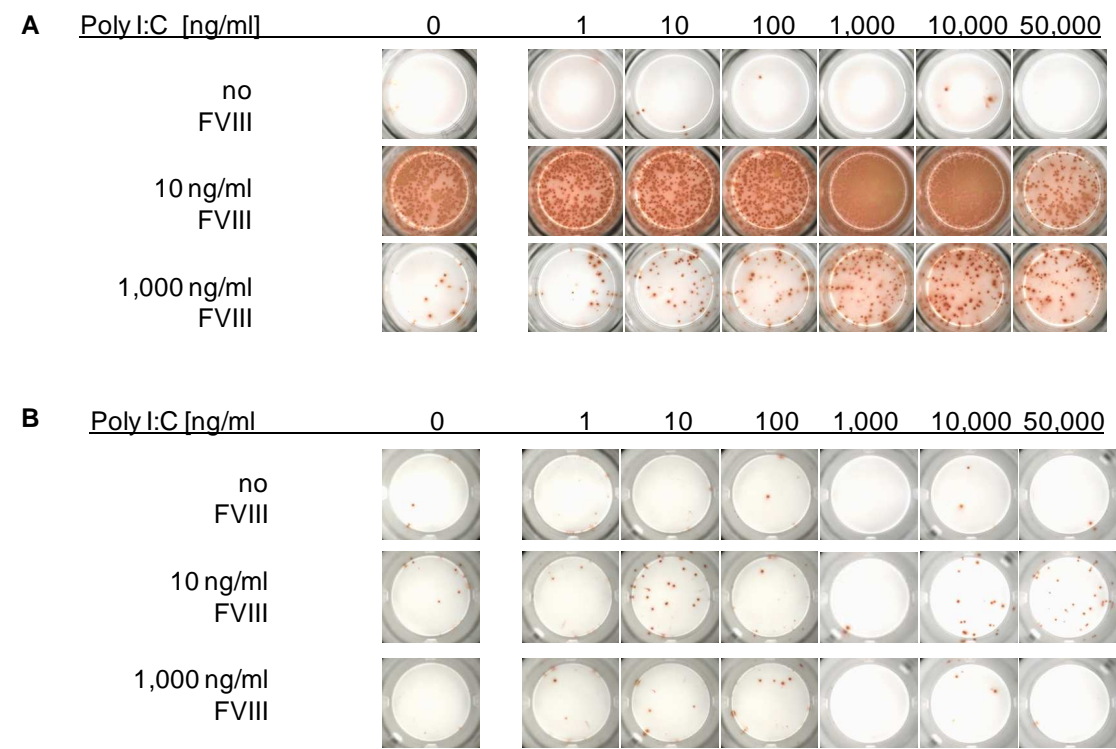 A Poly I:C [ng/ml] 0 1 10 100 1,000 10,000 50,000
no
FVIII
10 ng/ml
FVIII
1,000 ng/ml
FVIII
B Poly I:C [ng/ml 0 1 10 100 1,000 10,000 50,000
no
FVIII
10 ng/ml
FVIII
1,000 ng/ml
FVIII